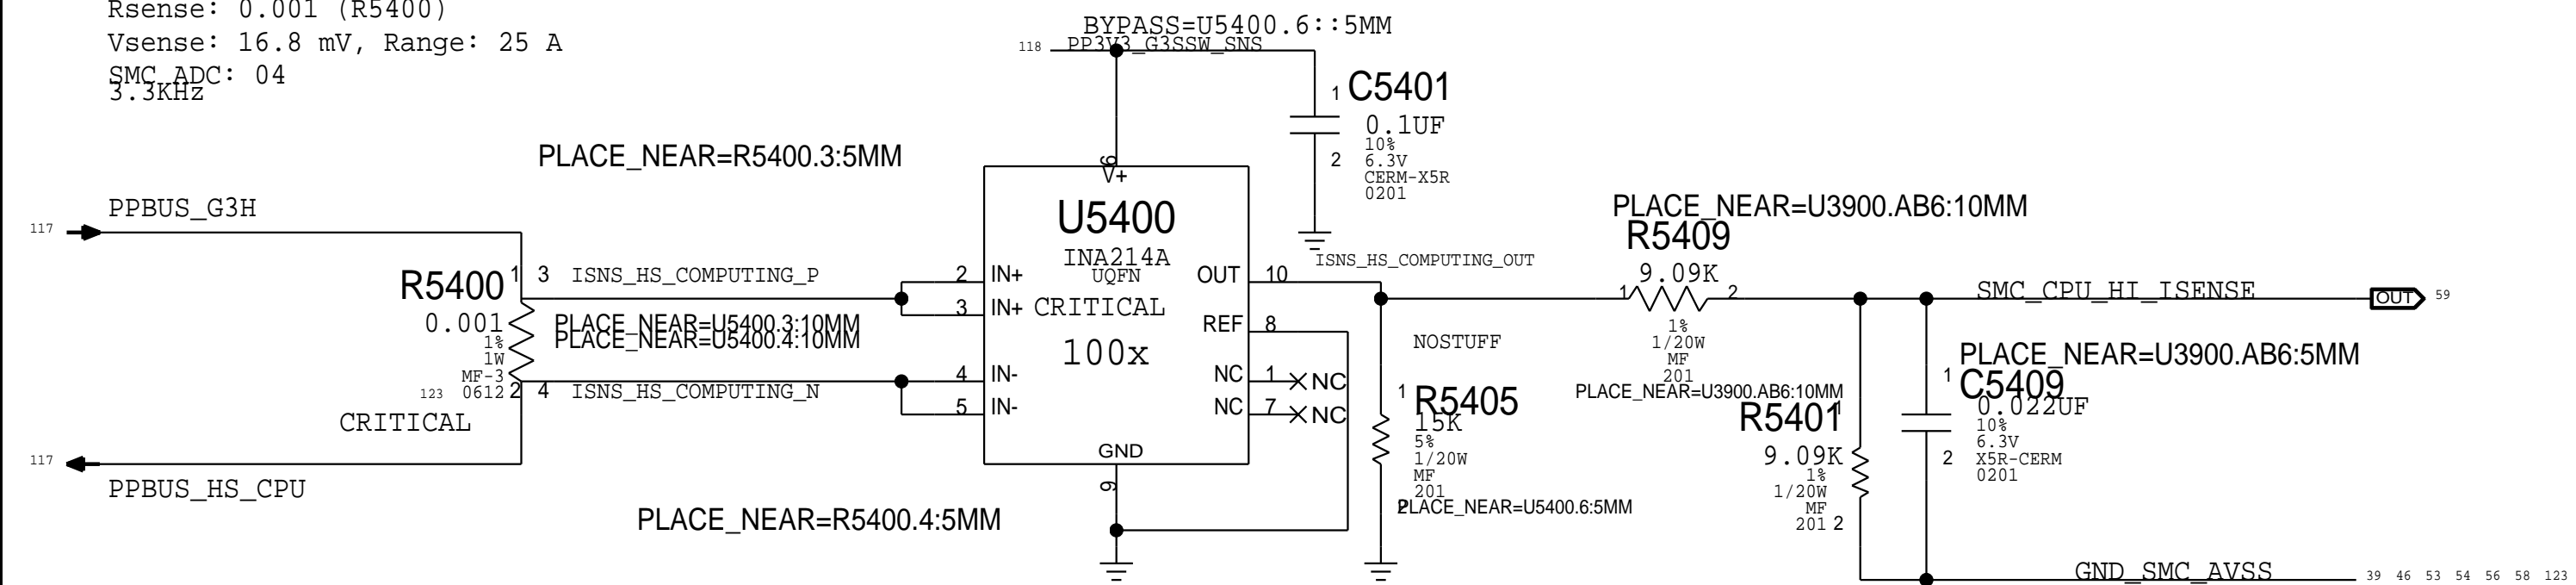 Rsense: 0.001 (R5400)
Vsense: 16.8 mV, Range: 25 A
SMC ADC: 04
3.3KHz
BYPASS=U5400.6::5MM
118 PP3V3_G3SSW_SNS
1 C5401
0.1UF
10%
2 6.3V
CERM-X5R
0201
PLACE_NEAR=R5400.3:5MM
6
V+
PPBUS_G3H
117
U5400
INA214A
UQFN
CRITICAL
100x
PLACE_NEAR=U3900.AB6:10MM
R5409
9.09K
1 2
1%
1/20W
MF
201
R5400
0.001
1%
1W
MF-3
0612
123
CRITICAL
1 3 ISNS_HS_COMPUTING_P
PLACE_NEAR=U5400.3:10MM
PLACE_NEAR=U5400.4:10MM
2 4 ISNS_HS_COMPUTING_N
2 IN+
3 IN+
4 IN-
5 IN-
OUT 10
REF 8
NC 1 NC
NC 7 NC
GND
9
ISNS_HS_COMPUTING_OUT
SMC_CPU_HI_ISENSE
OUT 59
NOSTUFF
1 R5405
15K
5%
1/20W
MF
201
2
PLACE_NEAR=U5400.6:5MM
PLACE_NEAR=U3900.AB6:10MM
R5401 1
9.09K
1%
1/20W
MF
201 2
PLACE_NEAR=U3900.AB6:5MM
1 C5409
0.022UF
10%
6.3V
2 X5R-CERM
0201
117
PPBUS_HS_CPU
PLACE_NEAR=R5400.4:5MM
GND_SMC_AVSS 39 46 53 54 56 58 123